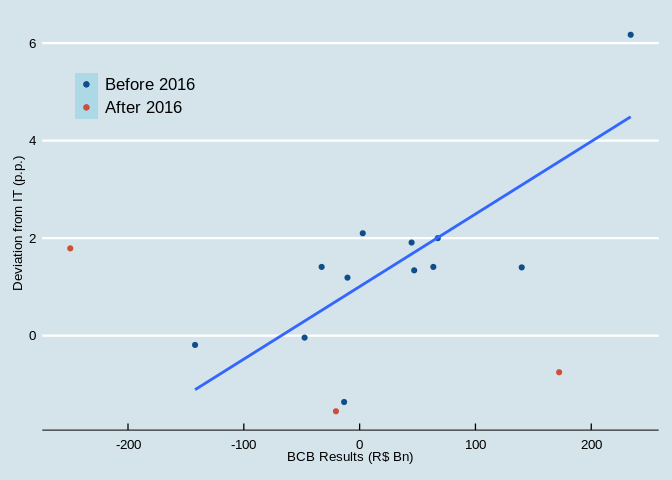 6
Before 2016
After 2016
4
Deviation from IT (p.p.)
2
0
-200 -100 0 100 200
BCB Results (R$ Bn)